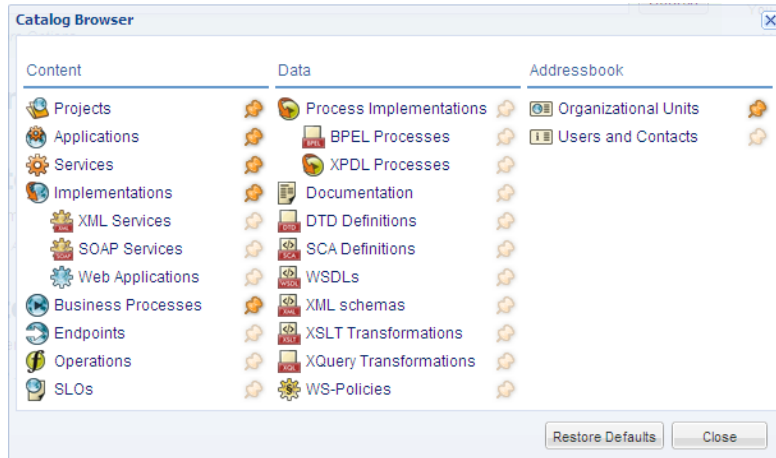 Catalog Browser
Content
Projects
Applications
Services
Implementations
XML Services
SOAP Services
Web Applications
Business Processes
Endpoints
Operations
SLOs
Data
Process Implementations
BPEL Processes
XPDL Processes
Documentation
DTD Definitions
SCA Definitions
WSDLs
XML schemas
XSLT Transformations
XQuery Transformations
WS-Policies
Addressbook
Organizational Units
Users and Contacts
Restore Defaults
Close